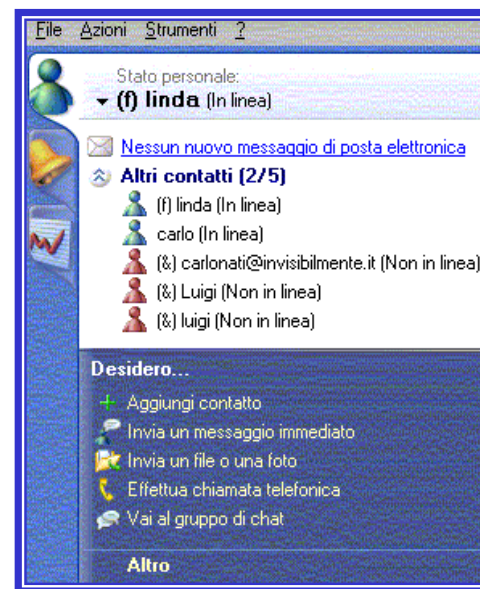 File Azioni Strumenti ?
Stato personale:
(f) linda (In linea)
Nessun nuovo messaggio di posta elettronica
Altri contatti (2/5)
(f) linda (In linea)
carlo (In linea)
(&) carlonati@invisibilmente.it (Non in linea)
(&) Luigi (Non in linea)
(&) luigi (Non in linea)
Desidero...
Aggiungi contatto
Invia un messaggio immediato
Invia un file o una foto
Effettua chiamata telefonica
Vai al gruppo di chat
Altro